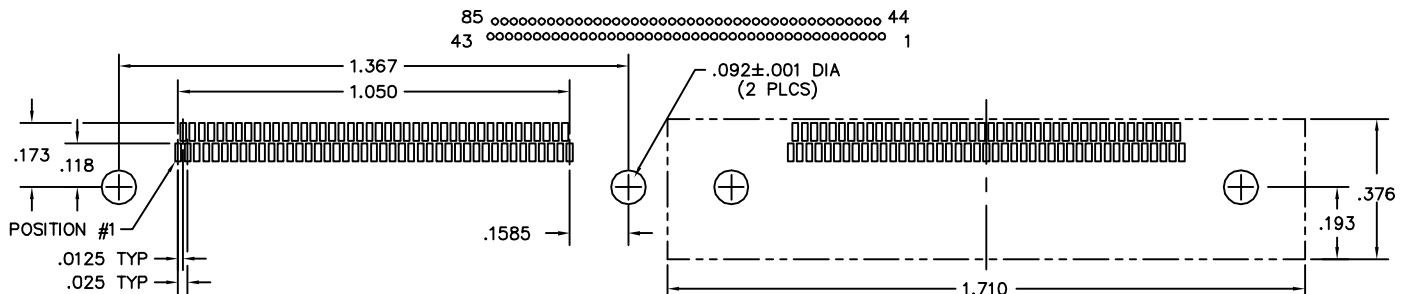 85 44
43 1
1.367
.092±.001 DIA
(2 PLCS)
1.050
.173
.118
.376
.193
POSITION #1
.1585
.0125 TYP
.025 TYP
1.710